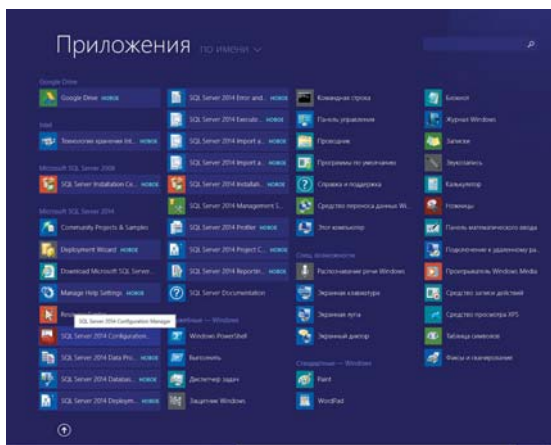 Приложения по имени
Google Drive
Google Drive новое
Intel
Технология хранения Int... новое
Microsoft SQL Server 2008
SQL Server Installation Ce... новое
Microsoft SQL Server 2014
Community Projects & Samples
Deployment Wizard новое
Download Microsoft SQL Server...
Manage Help Settings новое
SQL Server 2014 Configuration Manager
SQL Server 2014 Configuration...
SQL Server 2014 Data Pro... новое
SQL Server 2014 Databas... новое
SQL Server 2014 Deploym... новое
SQL Server 2014 Error and... новое
SQL Server 2014 Execute ... новое
SQL Server 2014 Import a... новое
SQL Server 2014 Import a... новое
SQL Server 2014 Installati... новое
SQL Server 2014 Management S...
SQL Server 2014 Profiler новое
SQL Server 2014 Project C... новое
SQL Server 2014 Reportin... новое
SQL Server Documentation
— Windows
Windows PowerShell
Выполнить
Диспетчер задач
Защитник Windows
Командная строка
Панель управления
Проводник
Программы по умолчанию
Справка и поддержка
Средство переноса данных Wi...
Этот компьютер
Спец. возможности
Распознавание речи Windows
Экранная клавиатура
Экранная лупа
Экранный диктор
Стандартные — Windows
Paint
WordPad
Блокнот
Журнал Windows
Записки
Звукозапись
Калькулятор
Ножницы
Панель математического ввода
Подключение к удаленному ра...
Проигрыватель Windows Media
Средство записи действий
Средство просмотра XPS
Таблица символов
Факсы и сканирование